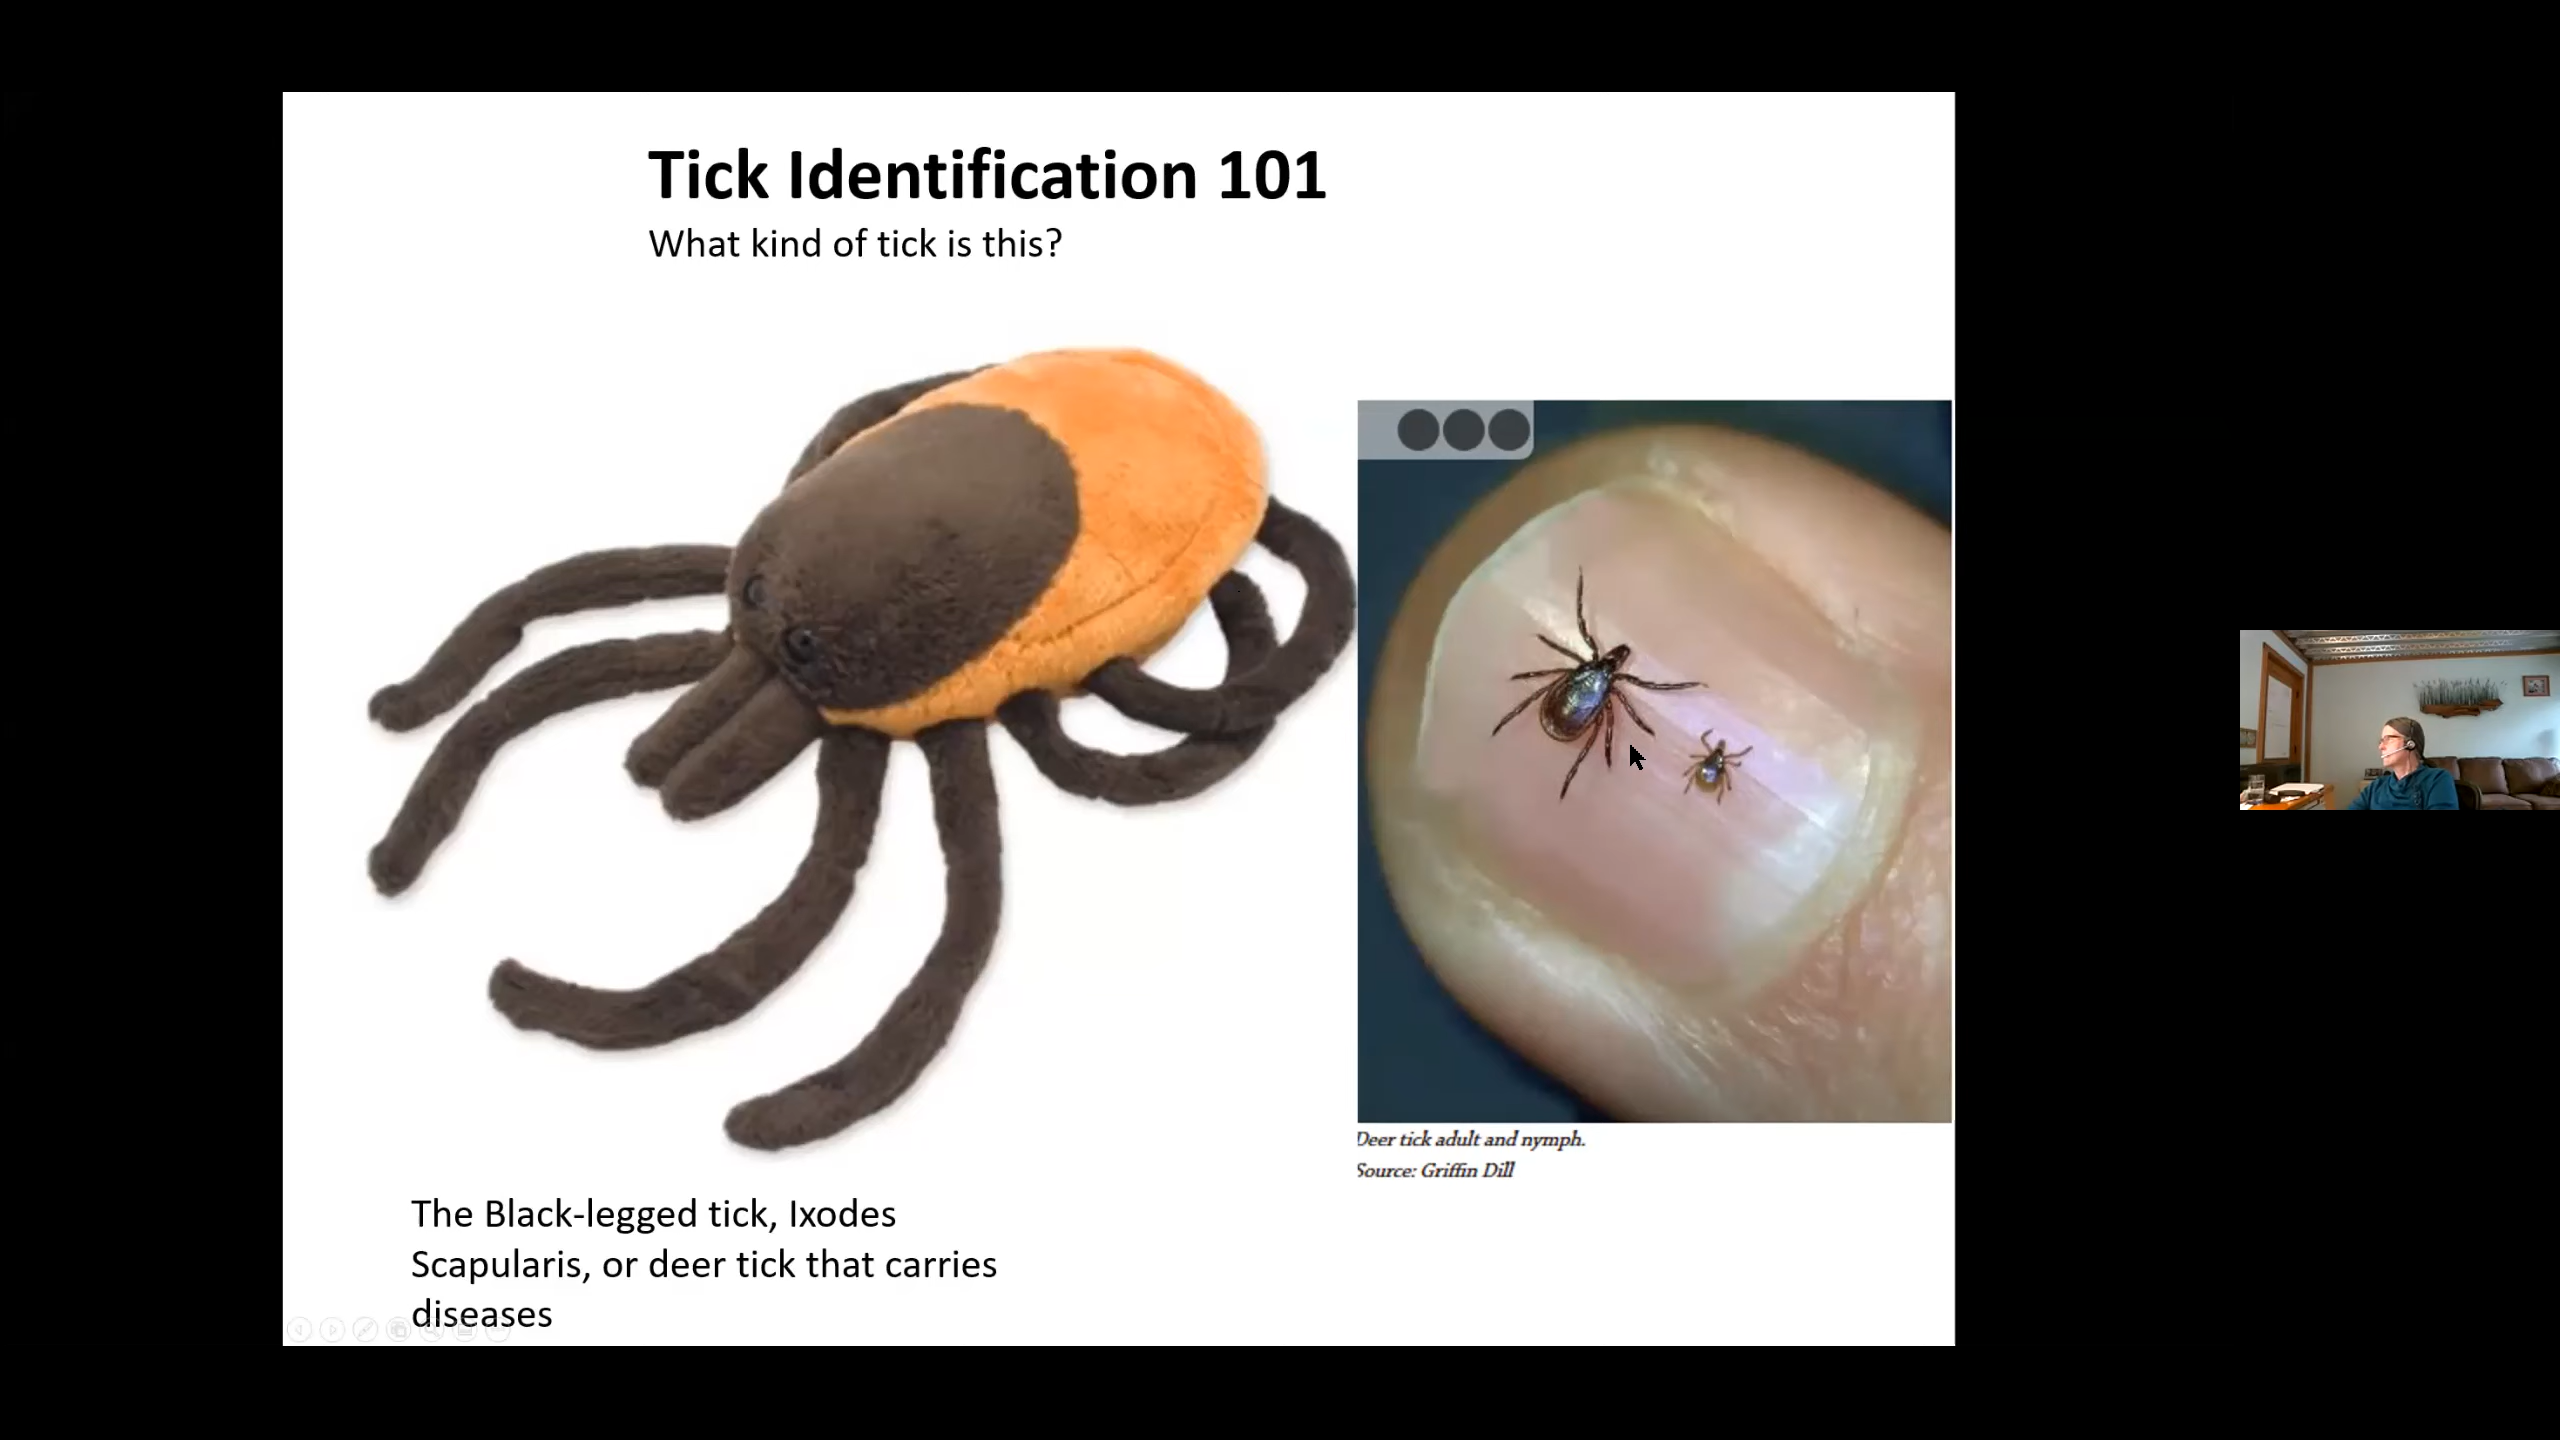 Tick Identification 101
What kind of tick is this?
Deer tick adult and nymph.
Source: Griffin Dill
The Black-legged tick, Ixodes
Scapularis, or deer tick that carries
diseases